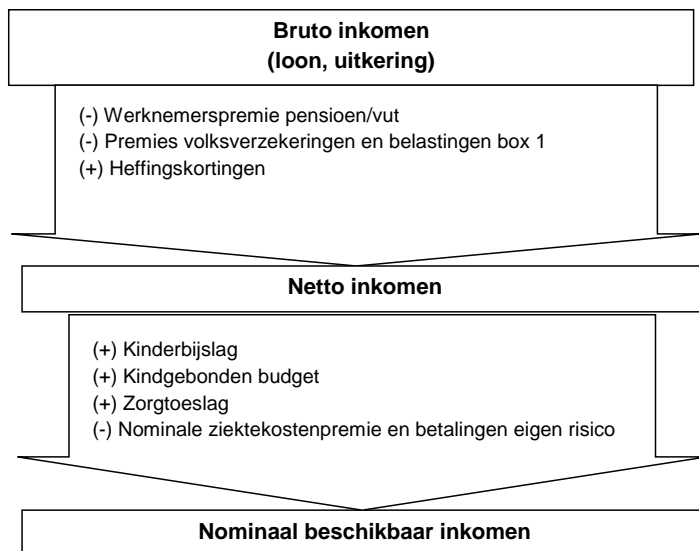 Bruto inkomen
(loon, uitkering)
(-) Werknemerspremie pensioen/vut
(-) Premies volksverzekeringen en belastingen box 1
(+) Heffingskortingen
Netto inkomen
(+) Kinderbijslag
(+) Kindgebonden budget
(+) Zorgtoeslag
(-) Nominale ziektekostenpremie en betalingen eigen risico
Nominaal beschikbaar inkomen